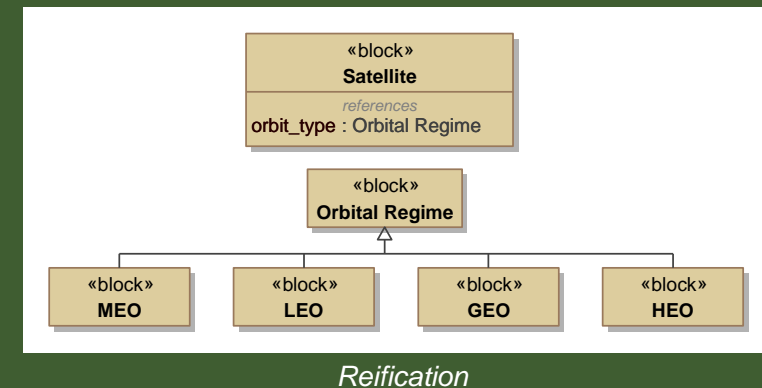 «block»
Satellite
references
orbit_type : Orbital Regime
«block»
Orbital Regime
«block»
MEO
«block»
LEO
«block»
GEO
«block»
HEO
Reification